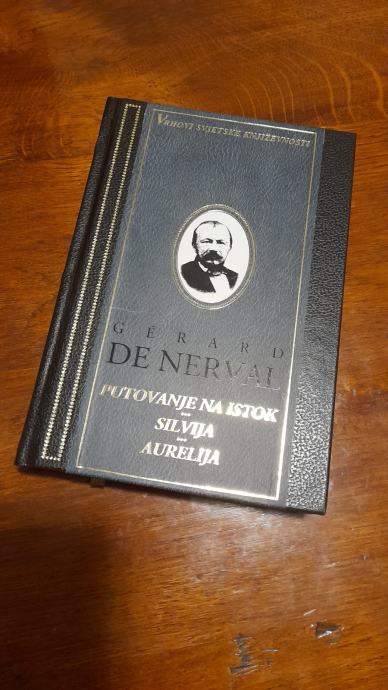 VRHOVI SVJETSKE KNJIŽEVNOSTI
GÉRARD
DE NERVAL
PUTOVANJE NA ISTOK
...
SILVIJA
...
AURELIJA